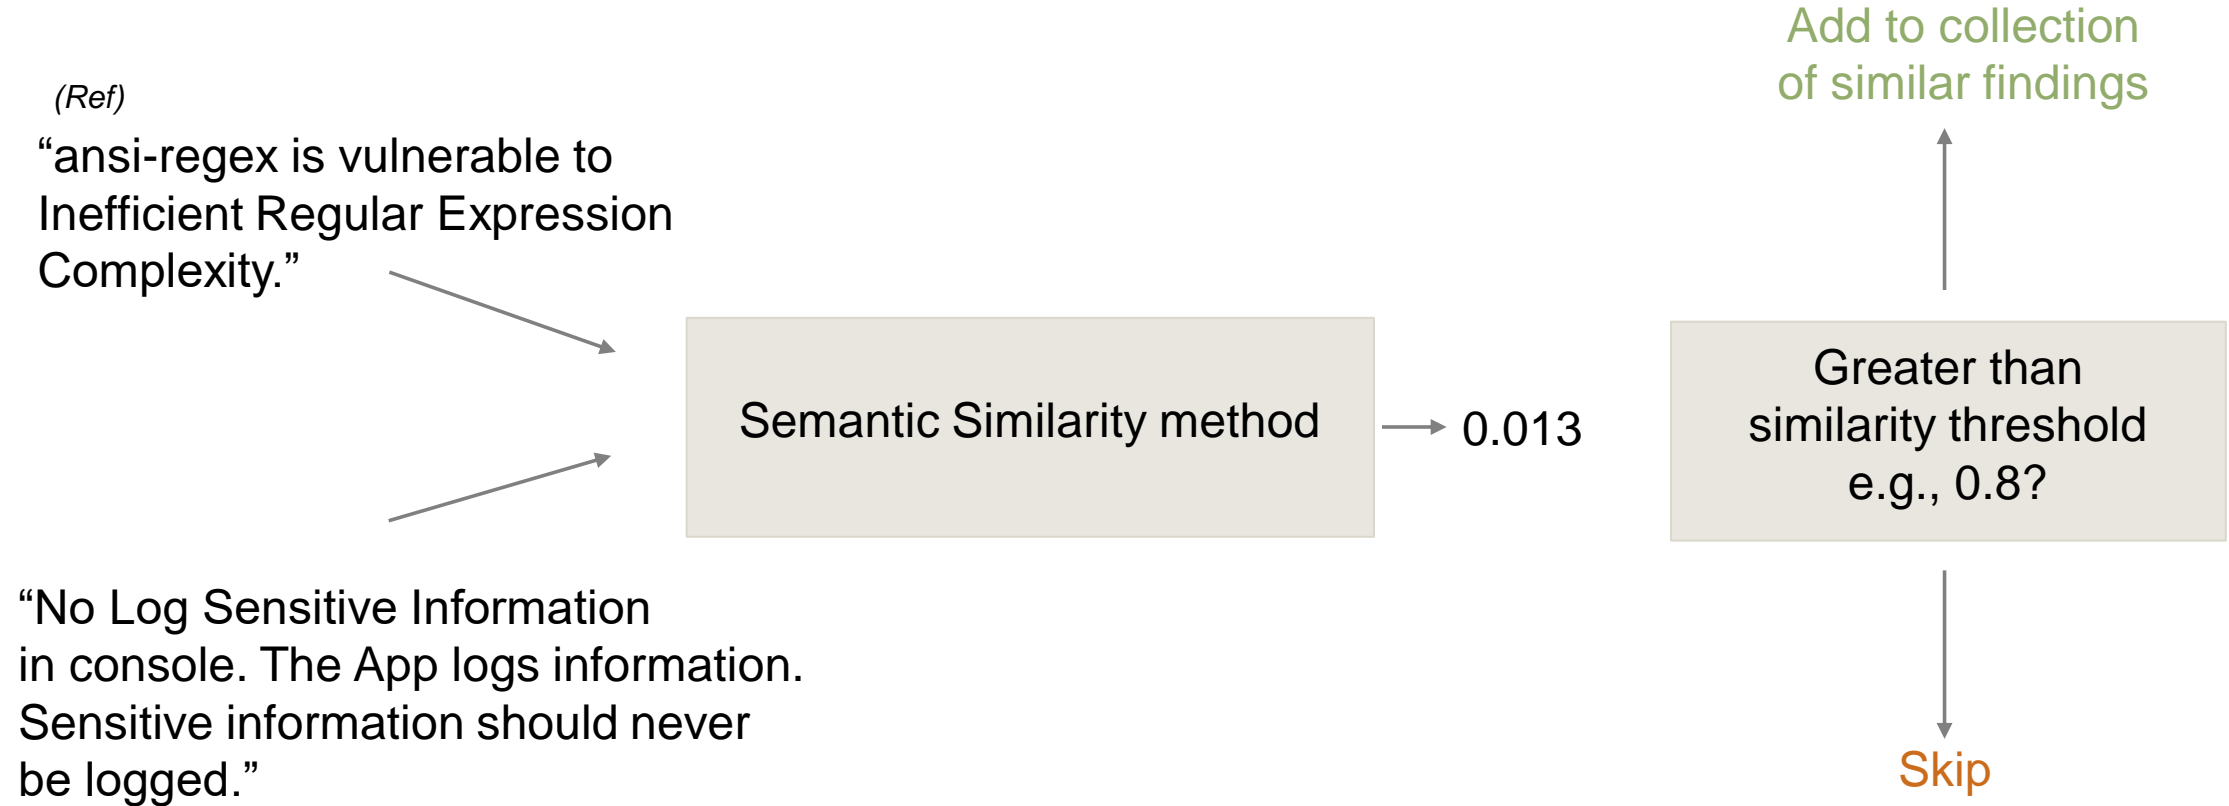 (Ref)
“ansi-regex is vulnerable to
Inefficient Regular Expression
Complexity.”
“No Log Sensitive Information
in console. The App logs information.
Sensitive information should never
be logged.”
Semantic Similarity method
0.013
Greater than
similarity threshold
e.g., 0.8?
Add to collection
of similar findings
Skip